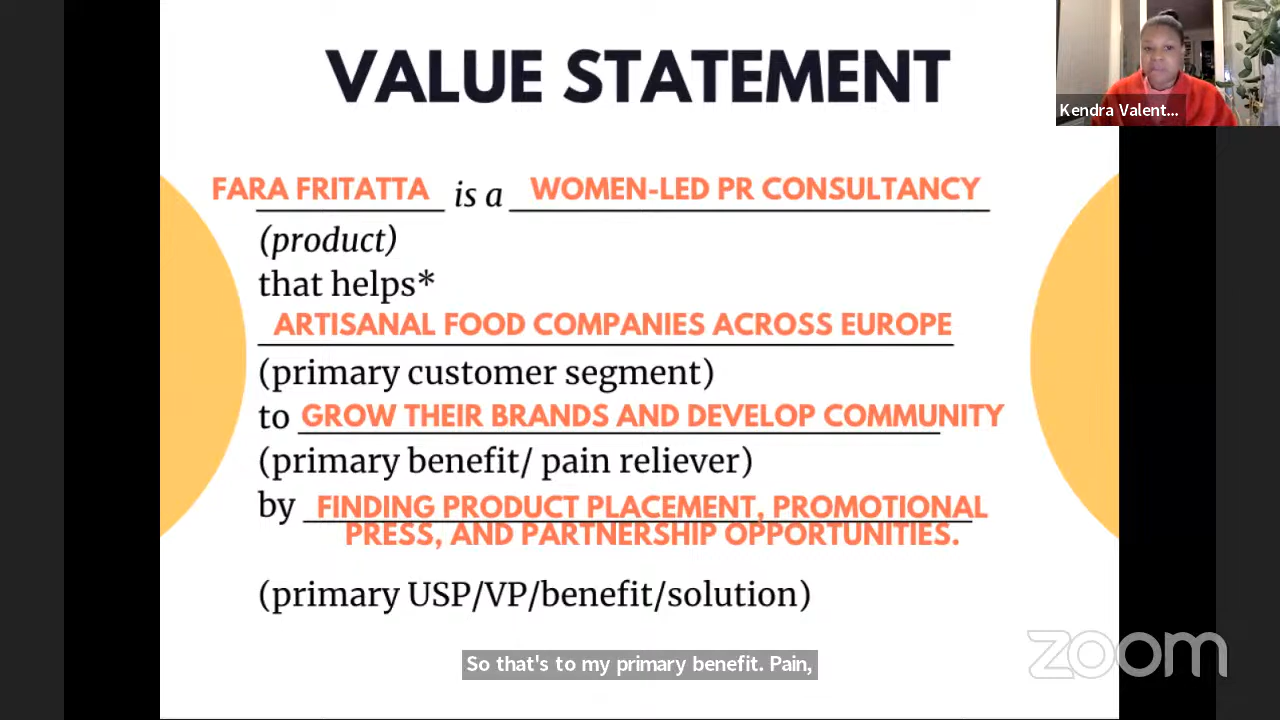 VALUE STATEMENT
Kendra Valent...
FARA FRITATTA is a WOMEN-LED PR CONSULTANCY
(product)
that helps*
ARTISANAL FOOD COMPANIES ACROSS EUROPE
(primary customer segment)
to GROW THEIR BRANDS AND DEVELOP COMMUNITY
(primary benefit/ pain reliever)
by FINDING PRODUCT PLACEMENT, PROMOTIONAL
PRESS, AND PARTNERSHIP OPPORTUNITIES.
(primary USP/VP/benefit/solution)
zoom
So that's to my primary benefit. Pain,